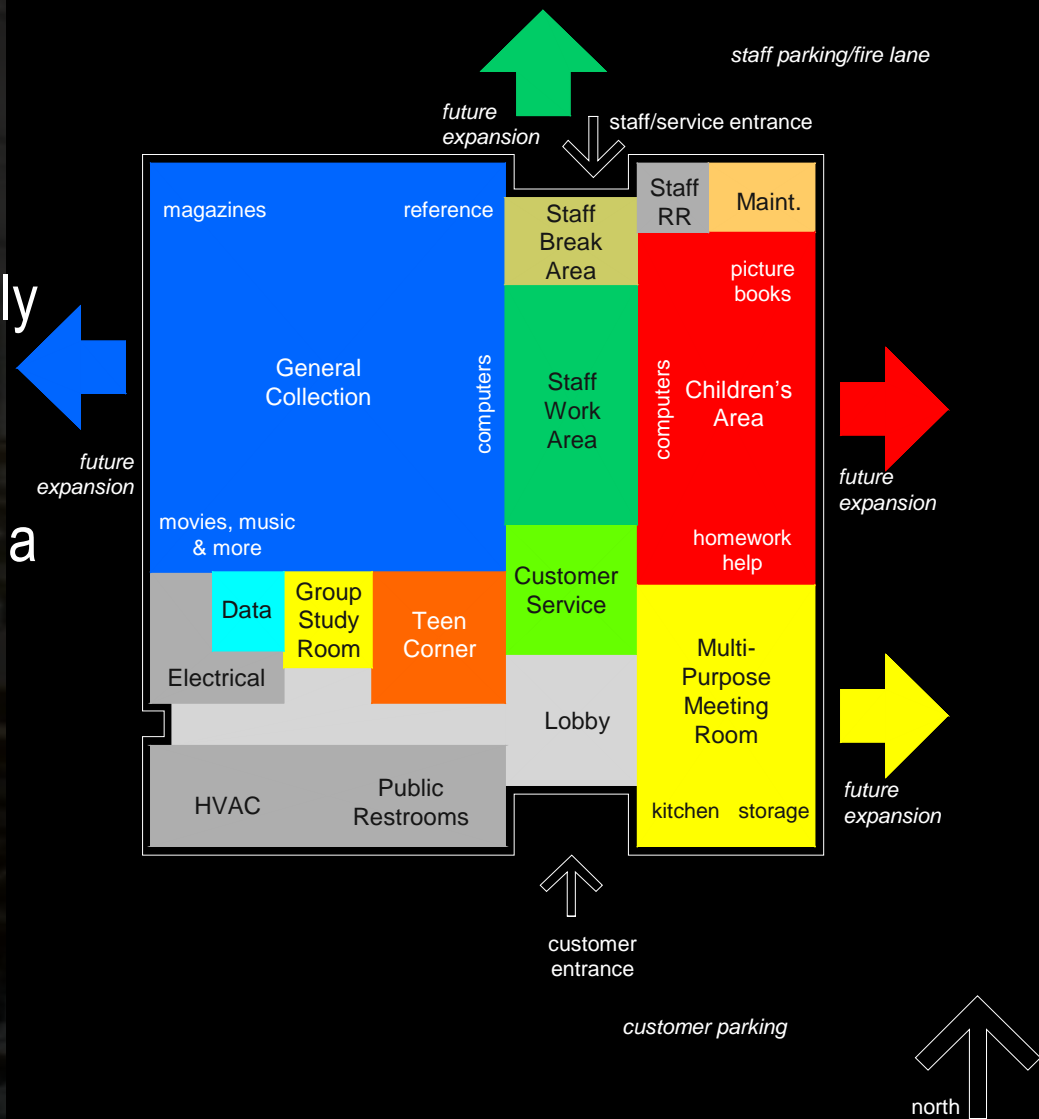 staff parking/fire lane
future
expansion
staff/service entrance
magazines
reference
Staff
Break
Area
Staff
RR
Maint.
picture
books
ly
General
Collection
computers
Staff
Work
Area
computers
Children's
Area
future
expansion
future
expansion
a
movies, music
& more
homework
help
Customer
Service
Data
Group
Study
Room
Teen
Corner
Electrical
Multi-
Purpose
Meeting
Room
Lobby
HVAC
Public
Restrooms
kitchen
storage
future
expansion
customer
entrance
customer parking
north